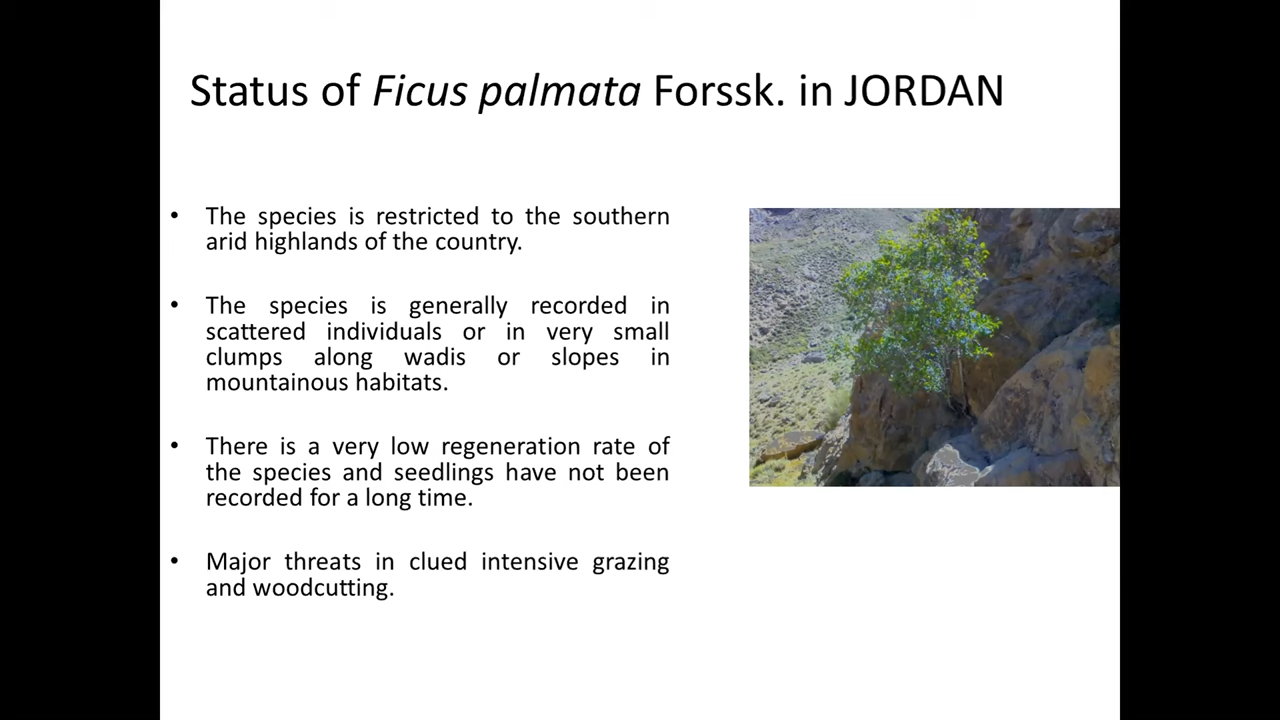 Status of Ficus palmata Forssk. in JORDAN
• The species is restricted to the southern
arid highlands of the country.
• The species is generally recorded in
scattered individuals or in very small
clumps along wadis or slopes in
mountainous habitats.
• There is a very low regeneration rate of
the species and seedlings have not been
recorded for a long time.
• Major threats in clued intensive grazing
and woodcutting.